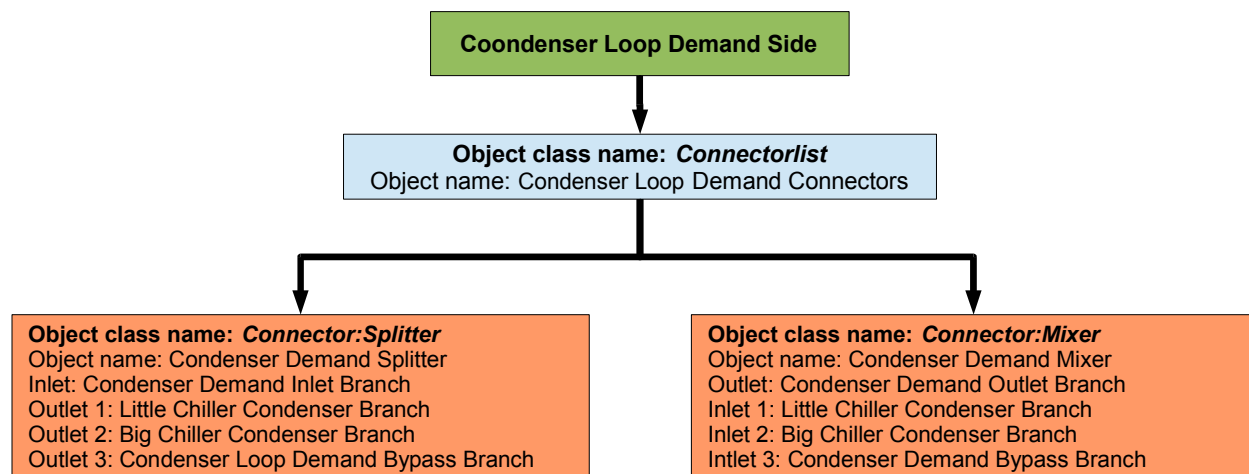 Coondenser Loop Demand Side
Object class name: Connectorlist
Object name: Condenser Loop Demand Connectors
Object class name: Connector:Splitter
Object name: Condenser Demand Splitter
Inlet: Condenser Demand Inlet Branch
Outlet 1: Little Chiller Condenser Branch
Outlet 2: Big Chiller Condenser Branch
Outlet 3: Condenser Loop Demand Bypass Branch
Object class name: Connector:Mixer
Object name: Condenser Demand Mixer
Outlet: Condenser Demand Outlet Branch
Inlet 1: Little Chiller Condenser Branch
Inlet 2: Big Chiller Condenser Branch
Intlet 3: Condenser Demand Bypass Branch